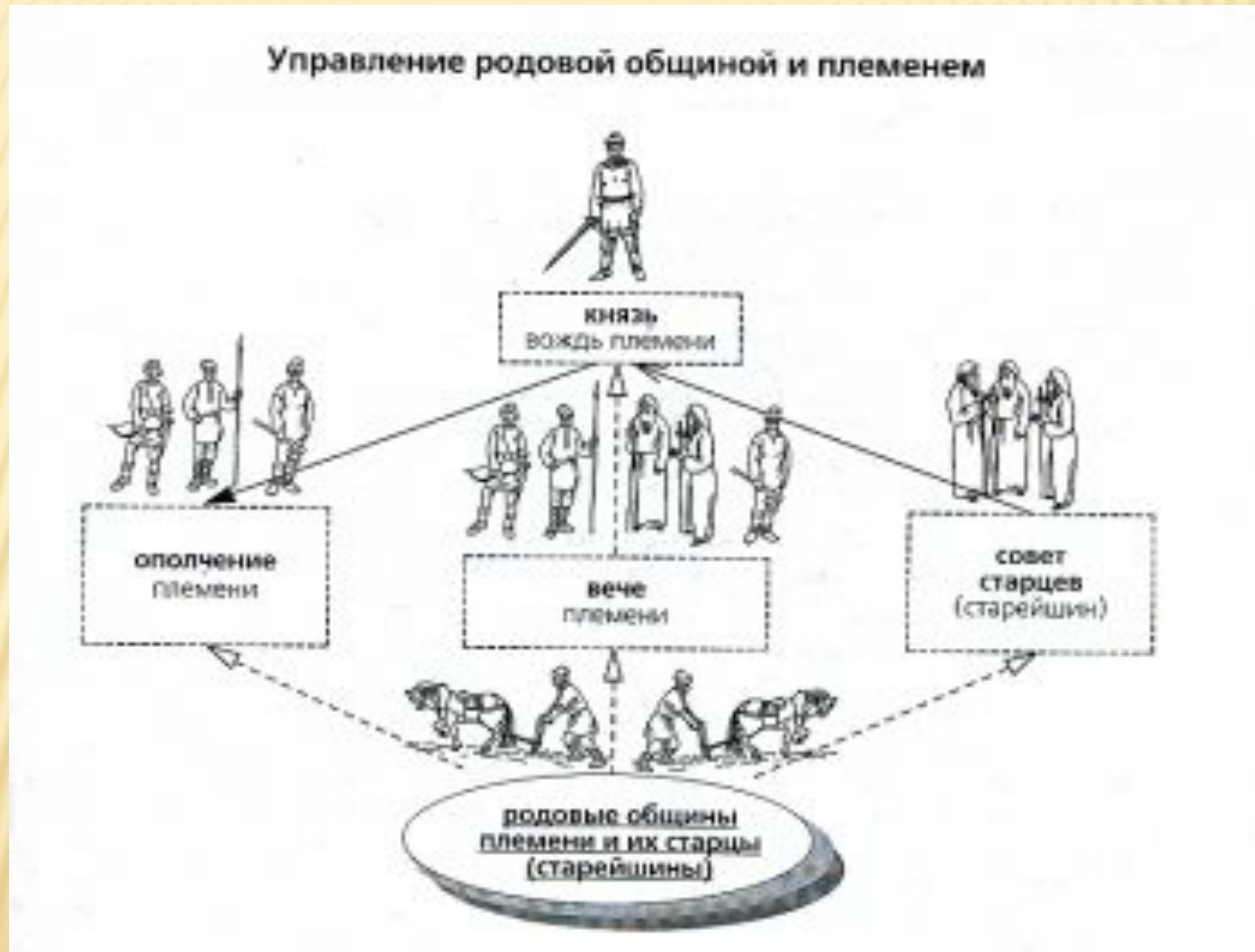 Управление родовой общиной и племенем
князь
вождь племени
ополчение
племени
вече
племени
совет
старцев
(старейшин)
родовые общины
племени и их старцы
(старейшины)